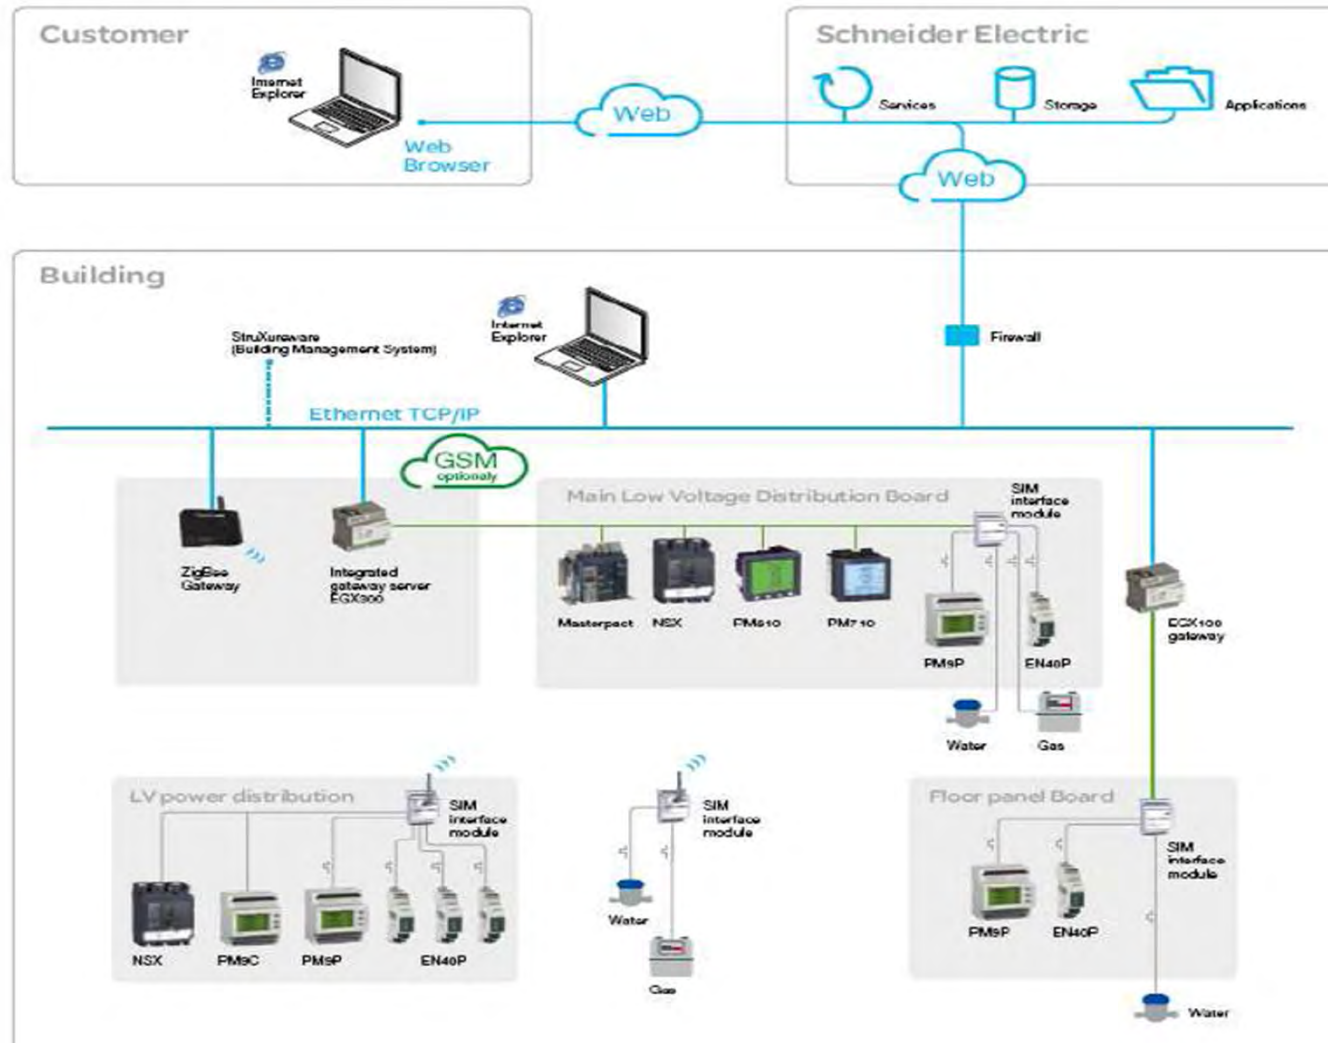 Customer
Internet
Explorer
Web
Browser
Web
Schneider Electric
Services
Storage
Applications
Web
Building
StruXureware
(Building Management System)
Internet
Explorer
Firewall
Ethernet TCP/IP
GSM
optionaly
ZigBee
Gateway
Integrated
gateway server
EGX300
Main Low Voltage Distribution Board
SIM
interface
module
Masterpact
NSX
PM810
PM710
PM9P
EN40P
EGX100
gateway
Water
Gas
LV power distribution
SIM
interface
module
NSX
PM9C
PM9P
EN40P
SIM
interface
module
Water
Gas
Floor panel Board
SIM
interface
module
PM9P
EN40P
Water